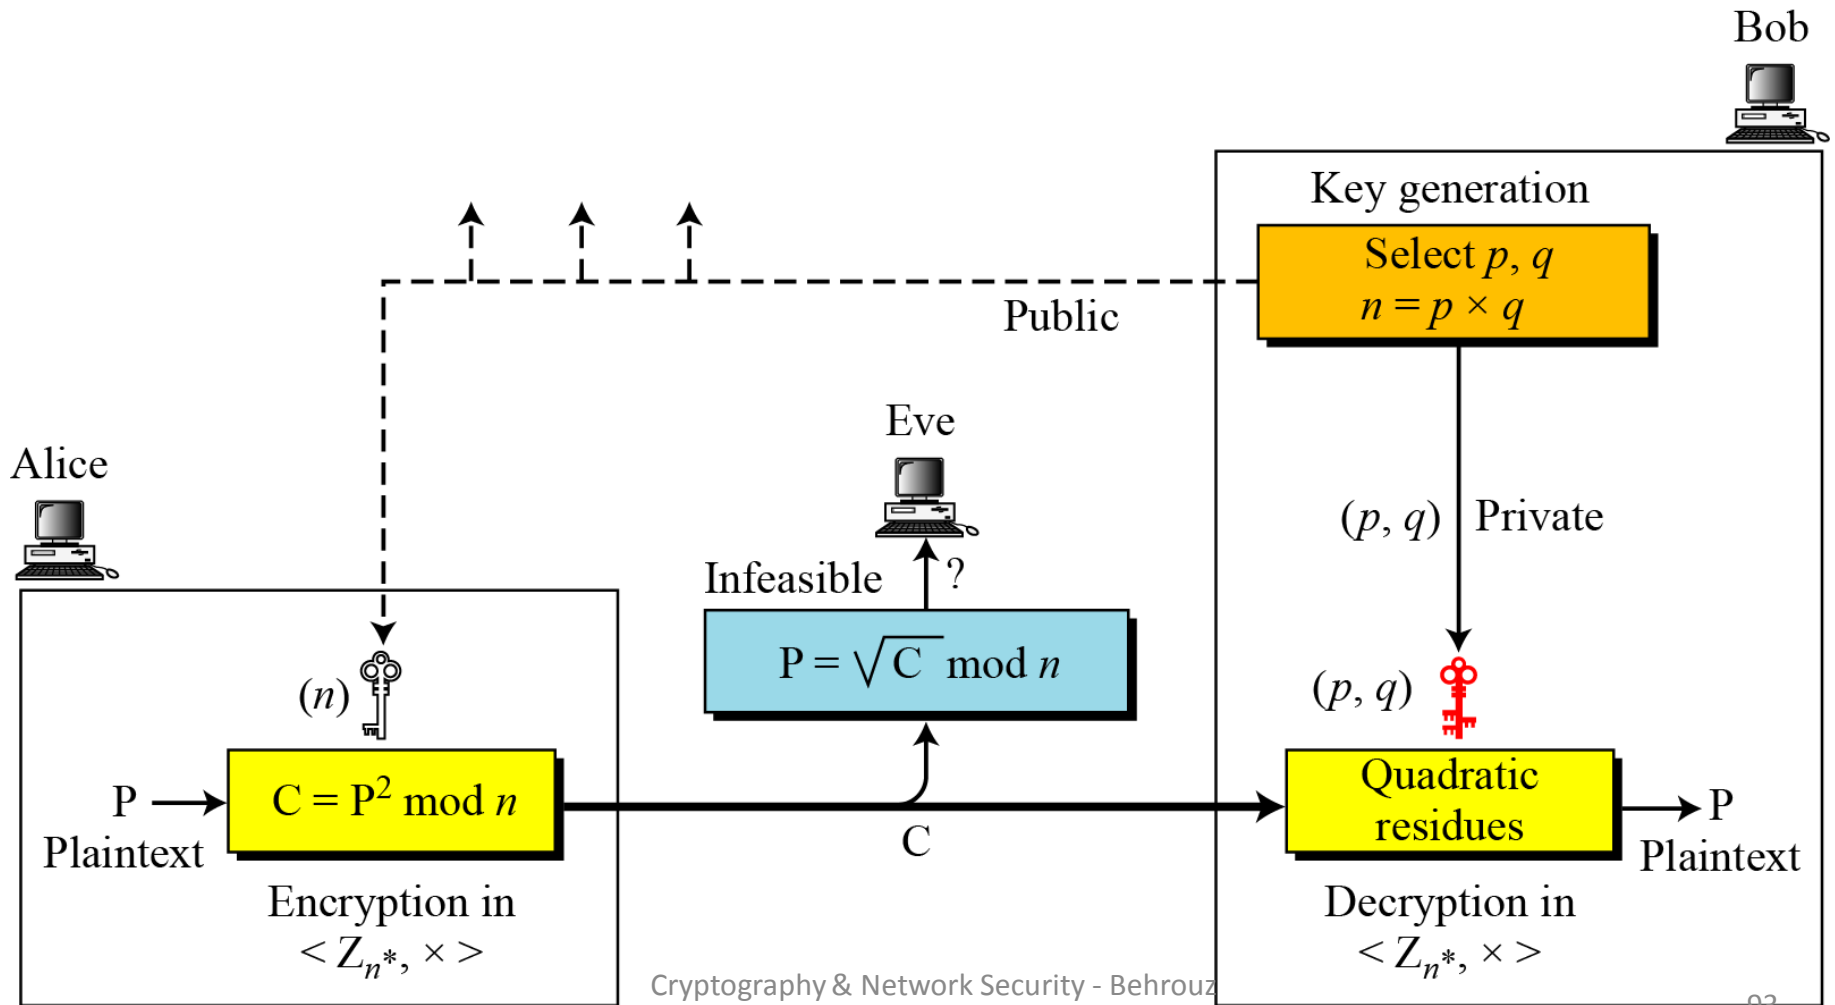 Bob
Key generation
Select p, q
n = p × q
Public
Eve
Alice
(p, q) Private
Infeasible ?
P = √C mod n
(n)
(p, q)
P
Plaintext
C = P² mod n
C
Quadratic
residues
P
Plaintext
Encryption in
< Zn*, × >
Decryption in
< Zn*, × >
Cryptography & Network Security - Behrouz